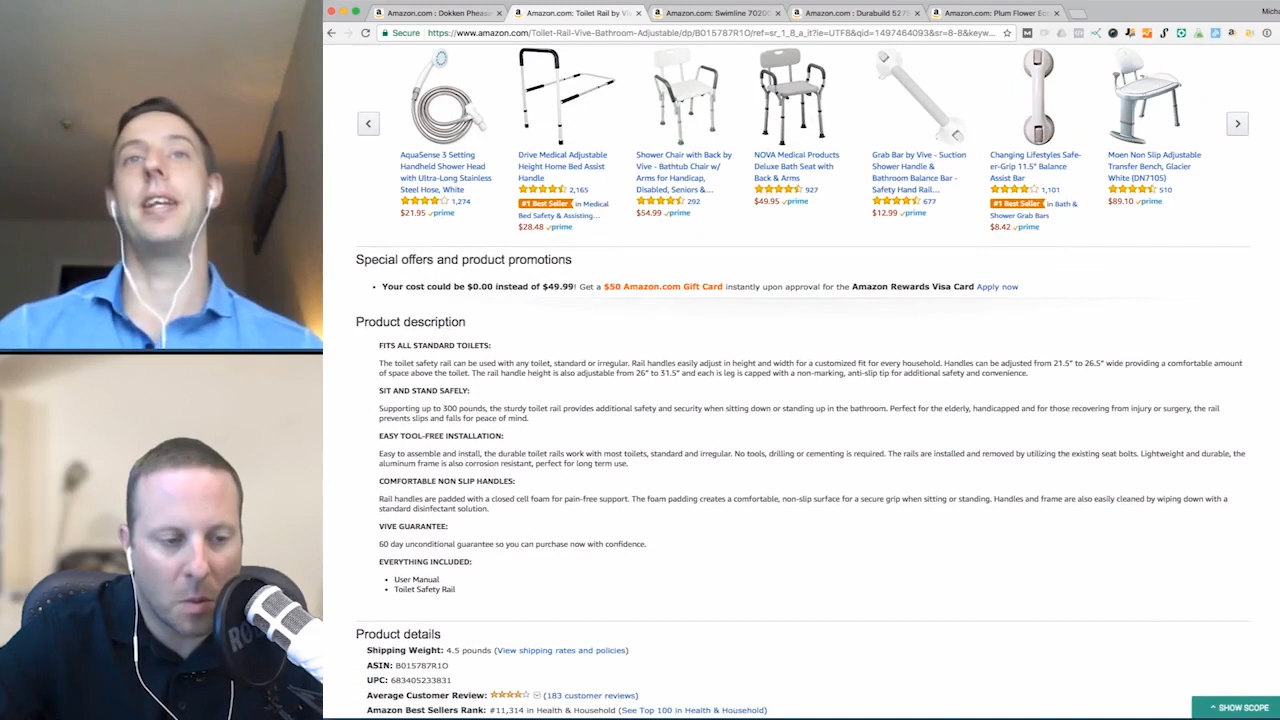 Amazon.com : Dokken Pheas
Amazon.com: Toilet Rail by Viv
Amazon.com: Swimline 7020
Amazon.com : Durabuild 527
Amazon.com: Plum Flower Ec
Micha
Secure
https://www.amazon.com/Toilet-Rail-Vive-Bathroom-Adjustable/dp/B015787R1O/ref=sr_1_8_a_it?ie=UTF8&qid=1497464093&sr=8-8&keyw...
AquaSense 3 Setting
Handheld Shower Head
with Ultra-Long Stainless
Steel Hose, White
1,274
$21.95 prime
Drive Medical Adjustable
Height Home Bed Assist
Handle
2,165
#1 Best Seller in Medical
Bed Safety & Assisting...
$28.48 prime
Shower Chair with Back by
Vive - Bathtub Chair w/
Arms for Handicap,
Disabled, Seniors &...
292
$54.99 prime
NOVA Medical Products
Deluxe Bath Seat with
Back & Arms
927
$49.95 prime
Grab Bar by Vive - Suction
Shower Handle &
Bathroom Balance Bar -
Safety Hand Rail...
677
$12.99 prime
Changing Lifestyles Safe-
er-Grip 11.5" Balance
Assist Bar
1,101
#1 Best Seller in Bath &
Shower Grab Bars
$8.42 prime
Moen Non Slip Adjustable
Transfer Bench, Glacier
White (DN7105)
510
$89.10 prime
Special offers and product promotions
• Your cost could be $0.00 instead of $49.99! Get a $50 Amazon.com Gift Card instantly upon approval for the Amazon Rewards Visa Card Apply now
Product description
FITS ALL STANDARD TOILETS:
The toilet safety rail can be used with any toilet, standard or irregular. Rail handles easily adjust in height and width for a customized fit for every household. Handles can be adjusted from 21.5" to 26.5" wide providing a comfortable amount
of space above the toilet. The rail handle height is also adjustable from 26" to 31.5" and each is leg is capped with a non-marking, anti-slip tip for additional safety and convenience.
SIT AND STAND SAFELY:
Supporting up to 300 pounds, the sturdy toilet rail provides additional safety and security when sitting down or standing up in the bathroom. Perfect for the elderly, handicapped and for those recovering from injury or surgery, the rail
prevents slips and falls for peace of mind.
EASY TOOL-FREE INSTALLATION:
Easy to assemble and install, the durable toilet rails work with most toilets, standard and irregular. No tools, drilling or cementing is required. The rails are installed and removed by utilizing the existing seat bolts. Lightweight and durable, the
aluminum frame is also corrosion resistant, perfect for long term use.
COMFORTABLE NON SLIP HANDLES:
Rail handles are padded with a closed cell foam for pain-free support. The foam padding creates a comfortable, non-slip surface for a secure grip when sitting or standing. Handles and frame are also easily cleaned by wiping down with a
standard disinfectant solution.
VIVE GUARANTEE:
60 day unconditional guarantee so you can purchase now with confidence.
EVERYTHING INCLUDED:
• User Manual
• Toilet Safety Rail
Product details
Shipping Weight: 4.5 pounds (View shipping rates and policies)
ASIN: B015787R1O
UPC: 683405233831
Average Customer Review: (183 customer reviews)
Amazon Best Sellers Rank: #11,314 in Health & Household (See Top 100 in Health & Household)
^ SHOW SCOPE